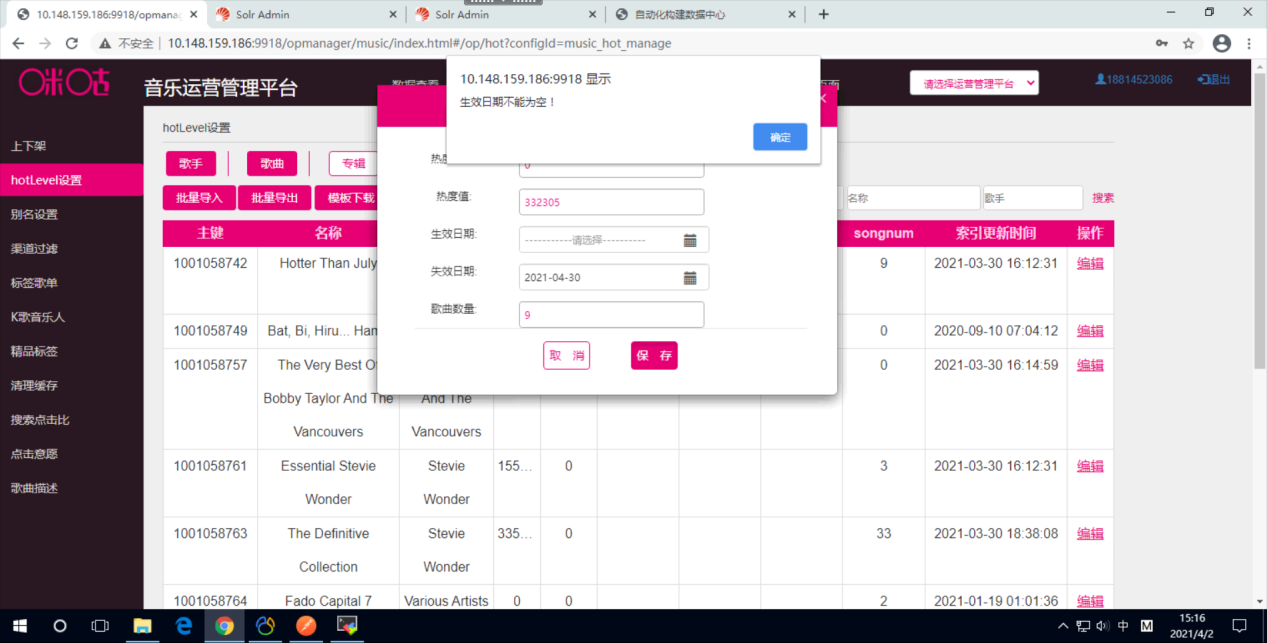 10.148.159.186:9918/opmanag
Solr Admin
Solr Admin
自动化构建数据中心
不安全
10.148.159.186:9918/opmanager/music/index.html#/op/hot?configId=music_hot_manage
咪咕
音乐运营管理平台
请选择运营管理平台
18814523086
退出
10.148.159.186:9918 显示
生效日期不能为空！
确定
上下架
hotLevel设置
别名设置
渠道过滤
标签歌单
K歌音乐人
精品标签
清理缓存
搜索点击比
点击意愿
歌曲描述
hotLevel设置
歌手
歌曲
专辑
批量导入
批量导出
模板下载
名称
歌手
搜索
热度值:
332305
生效日期:
-----------请选择----------
失效日期:
2021-04-30
歌曲数量:
9
取 消
保 存
主键 名称 songnum 索引更新时间 操作
1001058742 Hotter Than July 9 2021-03-30 16:12:31 编辑
1001058749 Bat, Bi, Hiru... Ham 0 2020-09-10 07:04:12 编辑
1001058757 The Very Best Of 0 2021-03-30 16:14:59 编辑
Bobby Taylor And The And The
Vancouvers Vancouvers
1001058761 Essential Stevie Stevie 155... 0 3 2021-03-30 16:12:31 编辑
Wonder Wonder
1001058763 The Definitive Stevie 335... 0 33 2021-03-30 18:38:08 编辑
Collection Wonder
1001058764 Fado Capital 7 Various Artists 0 0 2 2021-01-19 01:01:36 编辑
中
M
15:16
2021/4/2